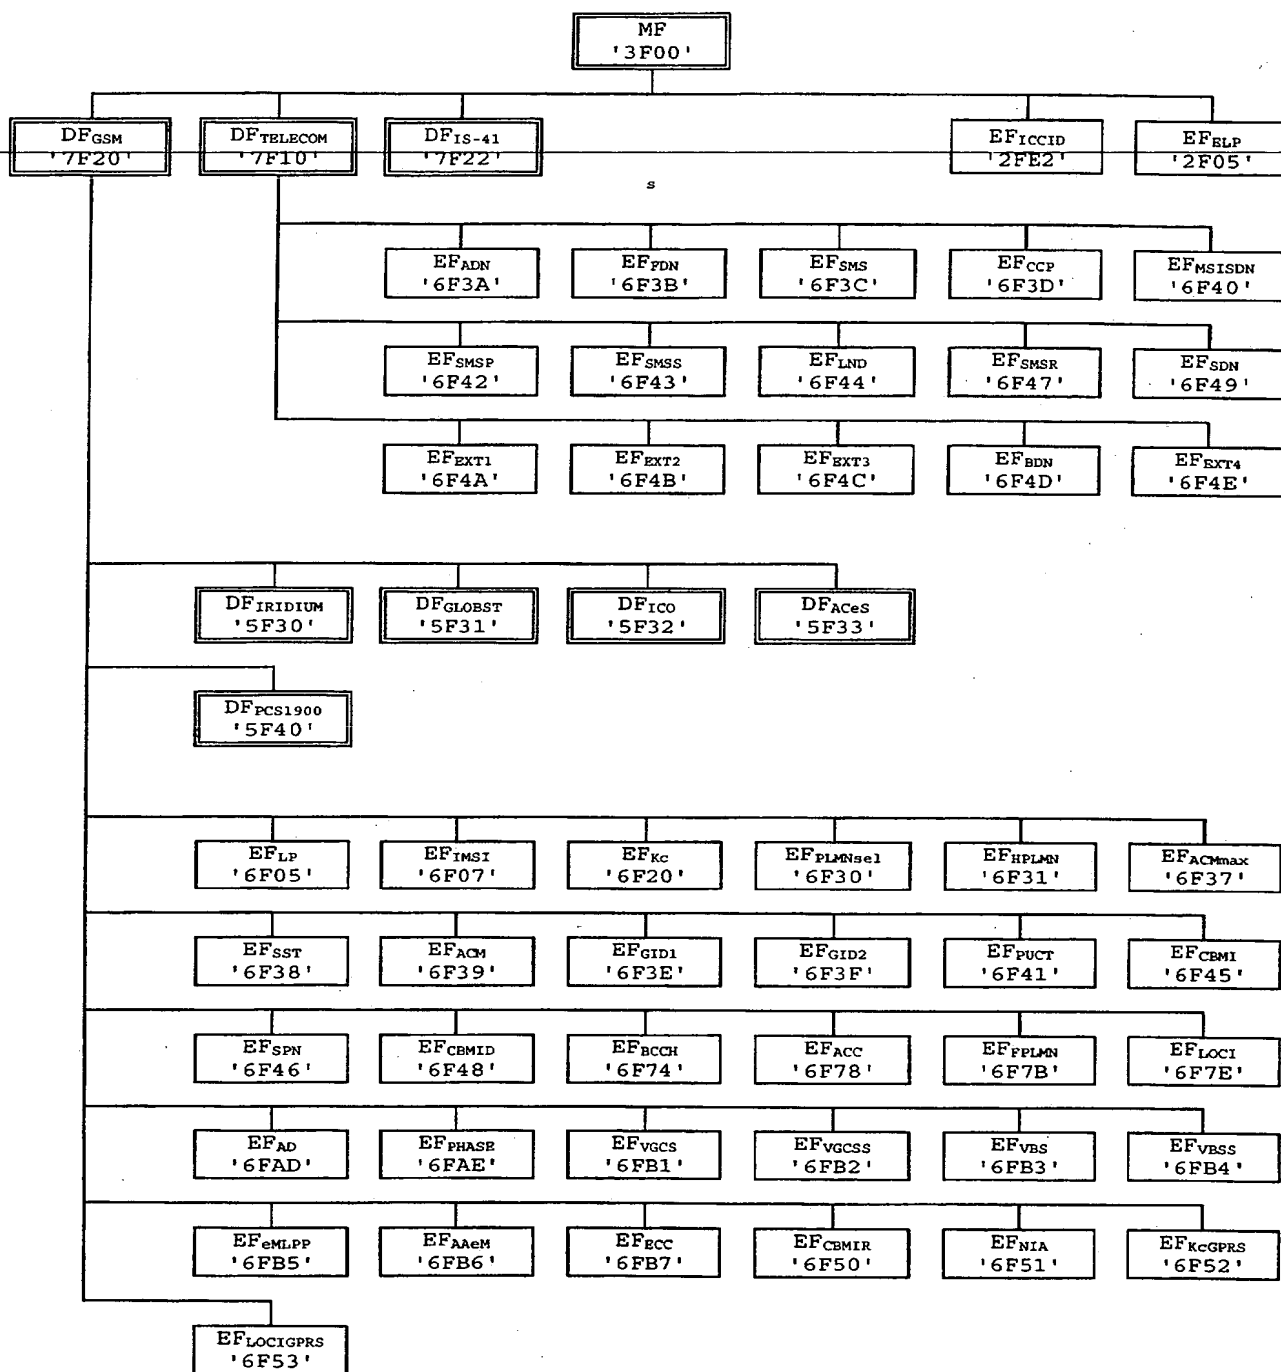 MF
'3F00'
DFGSM
'7F20'
DFTELECOM
'7F10'
DFIS-41
'7F22'
EFICCID
'2FE2'
EFELP
'2F05'
s
EFADN
'6F3A'
EFFDN
'6F3B'
EFSMS
'6F3C'
EFCCP
'6F3D'
EFMSISDN
'6F40'
EFSMSP
'6F42'
EFSMSS
'6F43'
EFLND
'6F44'
EFSMSR
'6F47'
EFSDN
'6F49'
EFEXT1
'6F4A'
EFEXT2
'6F4B'
EFEXT3
'6F4C'
EFBDN
'6F4D'
EFEXT4
'6F4E'
DFIRIDIUM
'5F30'
DFGLOBST
'5F31'
DFICO
'5F32'
DFACeS
'5F33'
DFPCS1900
'5F40'
EFLP
'6F05'
EFIMSI
'6F07'
EFKc
'6F20'
EFPLMNsel
'6F30'
EFHPLMN
'6F31'
EFACMmax
'6F37'
EFSST
'6F38'
EFACM
'6F39'
EFGID1
'6F3E'
EFGID2
'6F3F'
EFPUCT
'6F41'
EFCBMI
'6F45'
EFSPN
'6F46'
EFCBMID
'6F48'
EFBCCH
'6F74'
EFACC
'6F78'
EFFPLMN
'6F7B'
EFLOCI
'6F7E'
EFAD
'6FAD'
EFPHASE
'6FAE'
EFVGCS
'6FB1'
EFVGCSS
'6FB2'
EFVBS
'6FB3'
EFVBSS
'6FB4'
EFeMLPP
'6FB5'
EFAAeM
'6FB6'
EFECC
'6FB7'
EFCBMIR
'6F50'
EFNIA
'6F51'
EFKcGPRS
'6F52'
EFLOCIGPRS
'6F53'